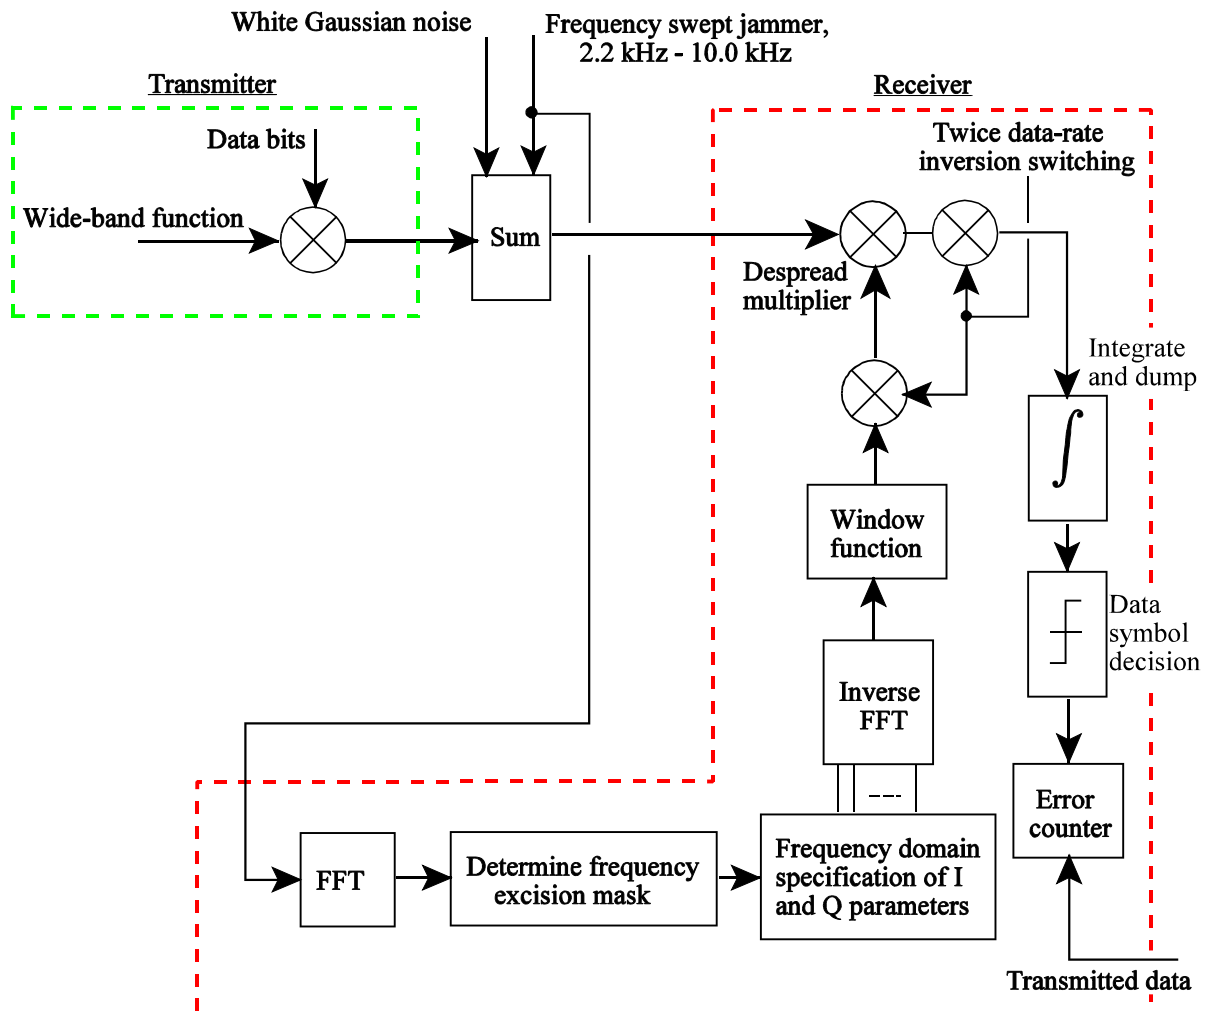 White Gaussian noise
Frequency swept jammer,
2.2 kHz - 10.0 kHz
Transmitter
Receiver
Data bits
Twice data-rate
inversion switching
Wide-band function
Sum
Despread
multiplier
Integrate
and dump
∫
Window
function
Data
symbol
decision
Inverse
FFT
Error
counter
FFT
Determine frequency
excision mask
Frequency domain
specification of I
and Q parameters
Transmitted data